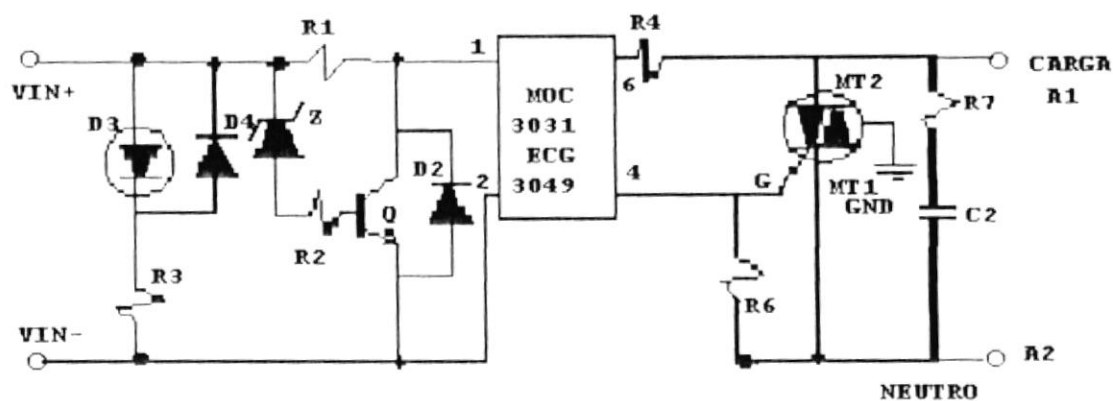 R1
R4
VIN+
1
6
CARGA
A1
MOC
3031
ECG
3049
MT2
R7
D3
D4
Z
D2
2
4
G
MT1
GND
C2
Q
R2
R3
R6
VIN-
A2
NEUTRO